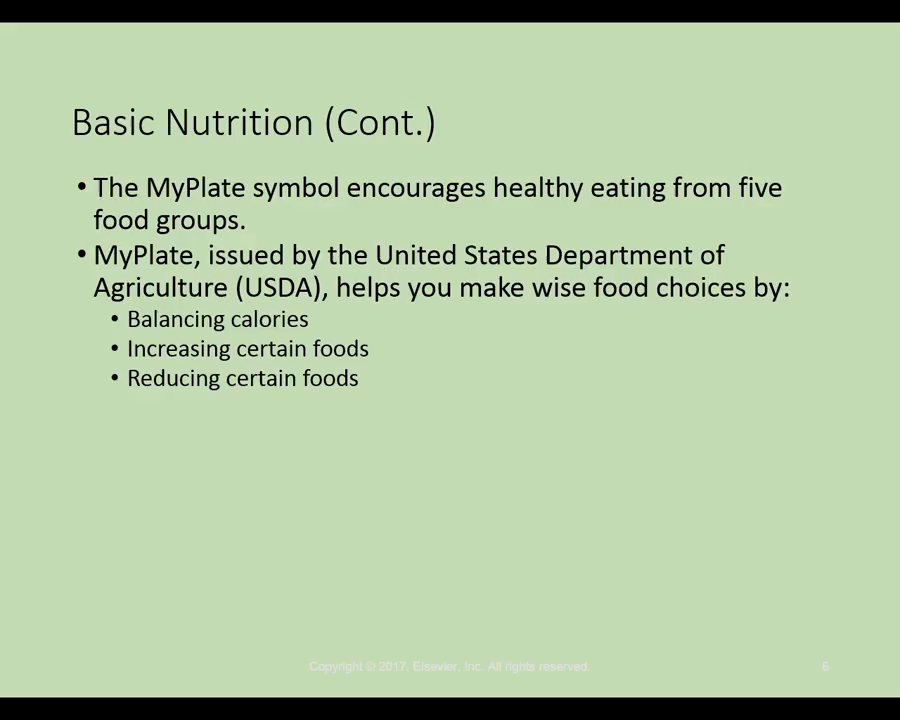 Basic Nutrition (Cont.)
• The MyPlate symbol encourages healthy eating from five
food groups.
• MyPlate, issued by the United States Department of
Agriculture (USDA), helps you make wise food choices by:
• Balancing calories
• Increasing certain foods
• Reducing certain foods
Copyright © 2017, Elsevier, Inc. All rights reserved.
6